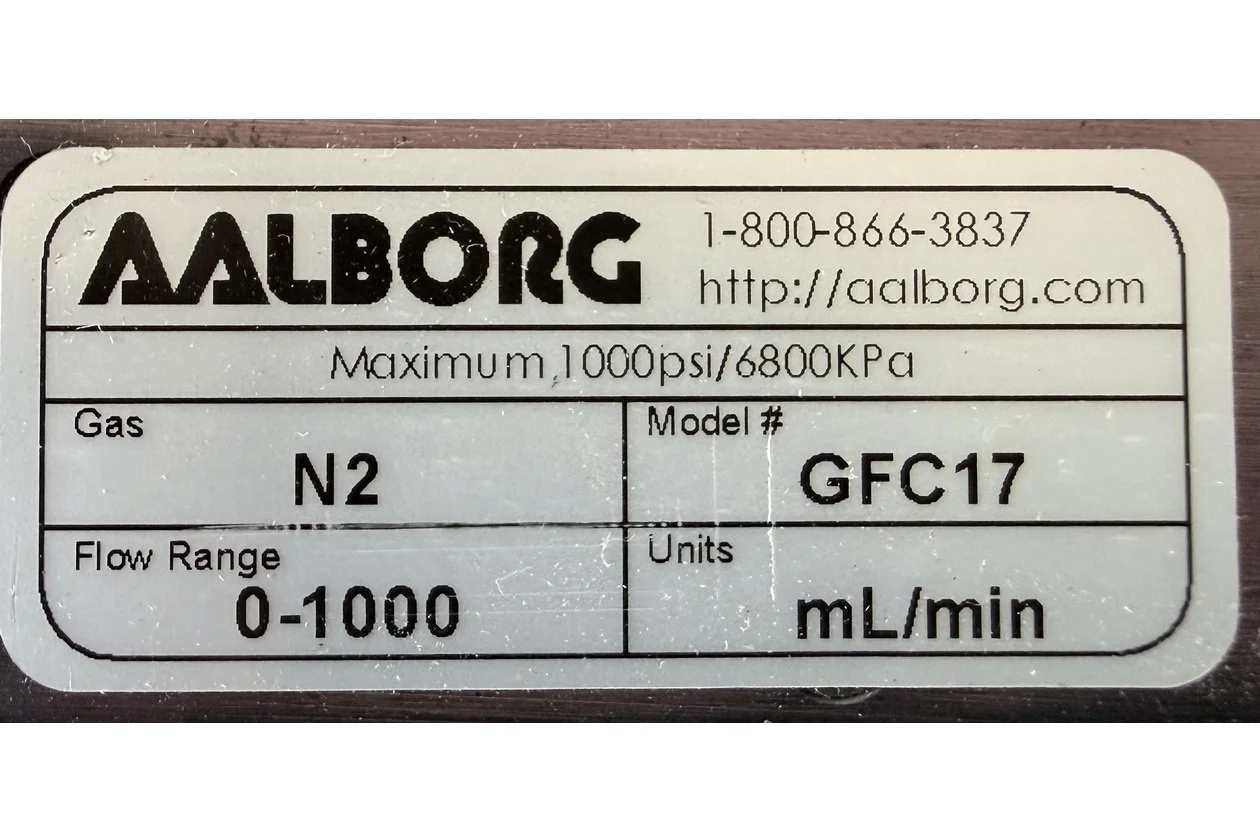 AALBORG
1-800-866-3837
http://aalborg.com
Maximum 1000psi/6800KPa
Gas
N2
Model #
GFC17
Flow Range
0-1000
Units
mL/min